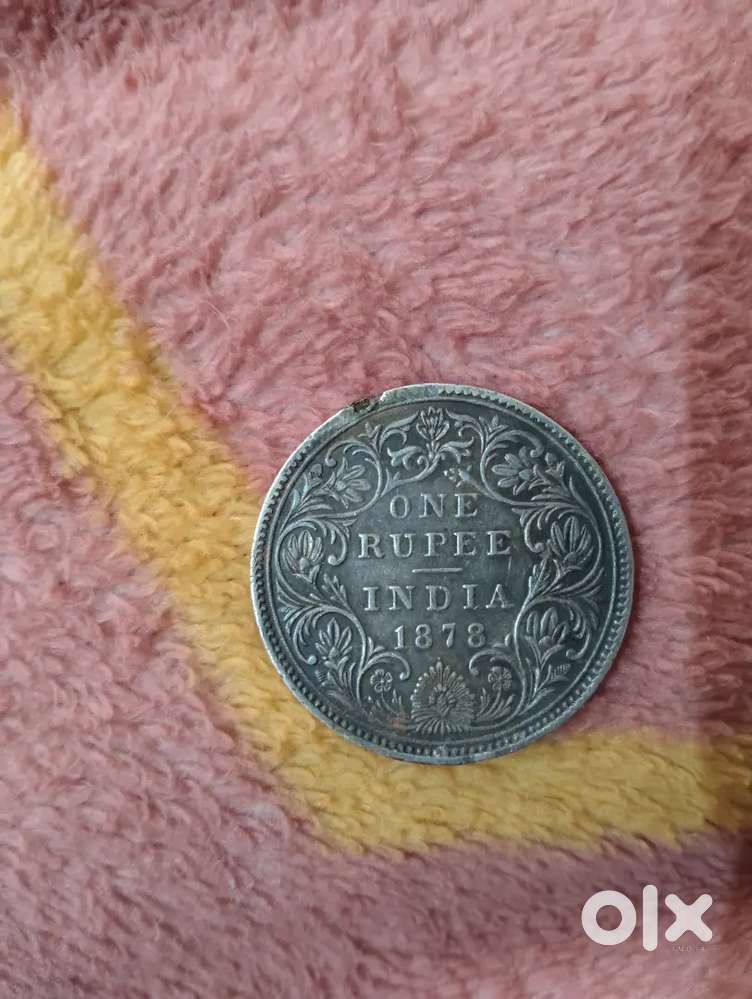 ONE
RUPEE
INDIA
1878
olx